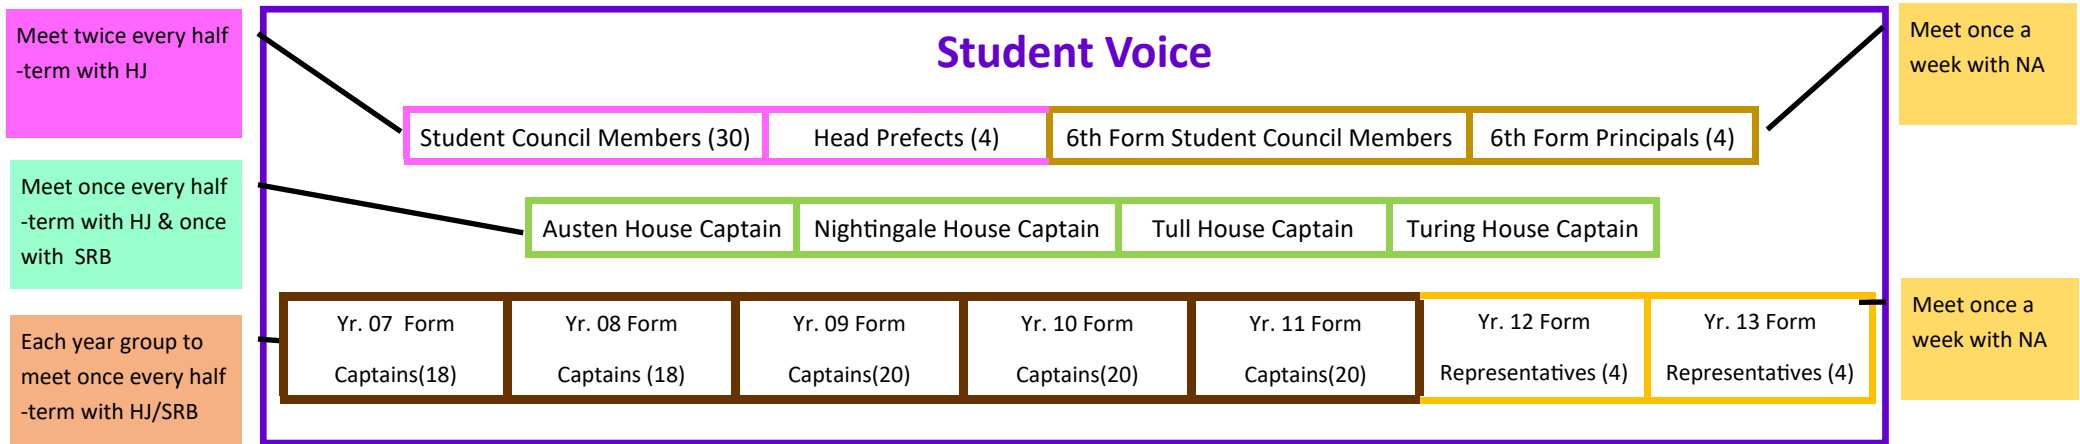 Meet twice every half
-term with HJ
Student Voice
Meet once a
week with NA
Student Council Members (30)
Head Prefects (4)
6th Form Student Council Members
6th Form Principals (4)
Meet once every half
-term with HJ & once
with SRB
Austen House Captain
Nightingale House Captain
Tull House Captain
Turing House Captain
Each year group to
meet once every half
-term with HJ/SRB
Yr. 07 Form
Captains(18)
Yr. 08 Form
Captains (18)
Yr. 09 Form
Captains(20)
Yr. 10 Form
Captains(20)
Yr. 11 Form
Captains(20)
Yr. 12 Form
Representatives (4)
Yr. 13 Form
Representatives (4)
Meet once a
week with NA